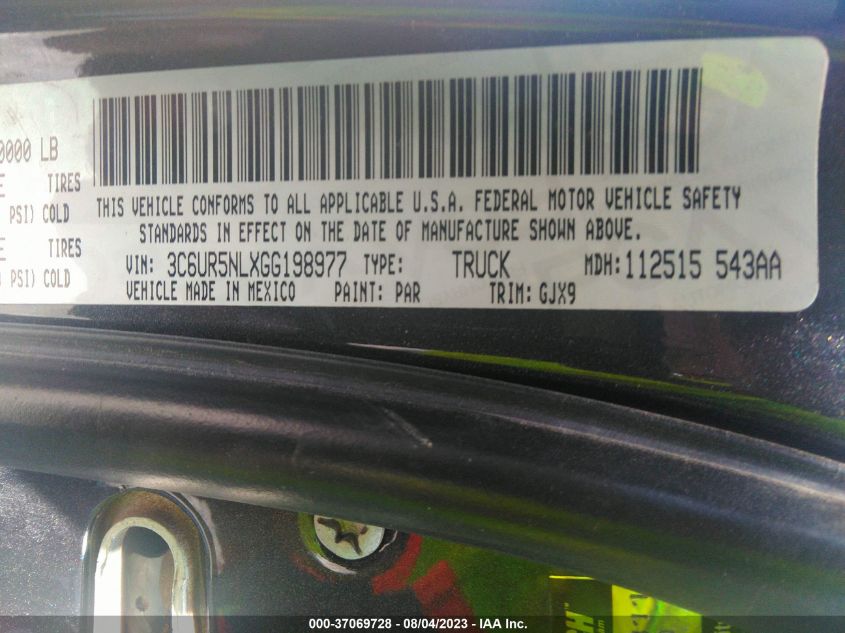 0000 LB
TIRES
PSI) COLD
TIRES
PSI) COLD
THIS VEHICLE CONFORMS TO ALL APPLICABLE U.S.A. FEDERAL MOTOR VEHICLE SAFETY
STANDARDS IN EFFECT ON THE DATE OF MANUFACTURE SHOWN ABOVE.
VIN: 3C6UR5NLXGG198977 TYPE: TRUCK MDH: 112515 543AA
VEHICLE MADE IN MEXICO PAINT: PAR TRIM: GJX9
000-37069728 - 08/04/2023 - IAA Inc.